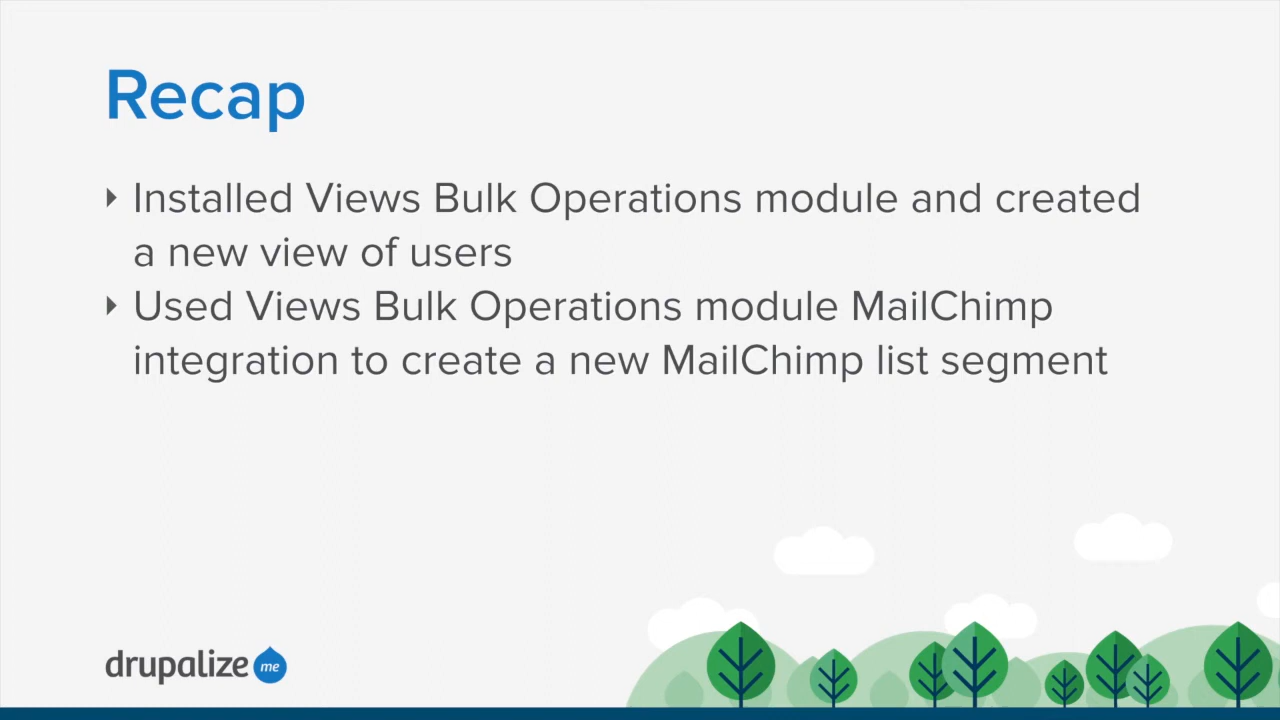 Recap
Installed Views Bulk Operations module and created
a new view of users
Used Views Bulk Operations module MailChimp
integration to create a new MailChimp list segment
drupalize me